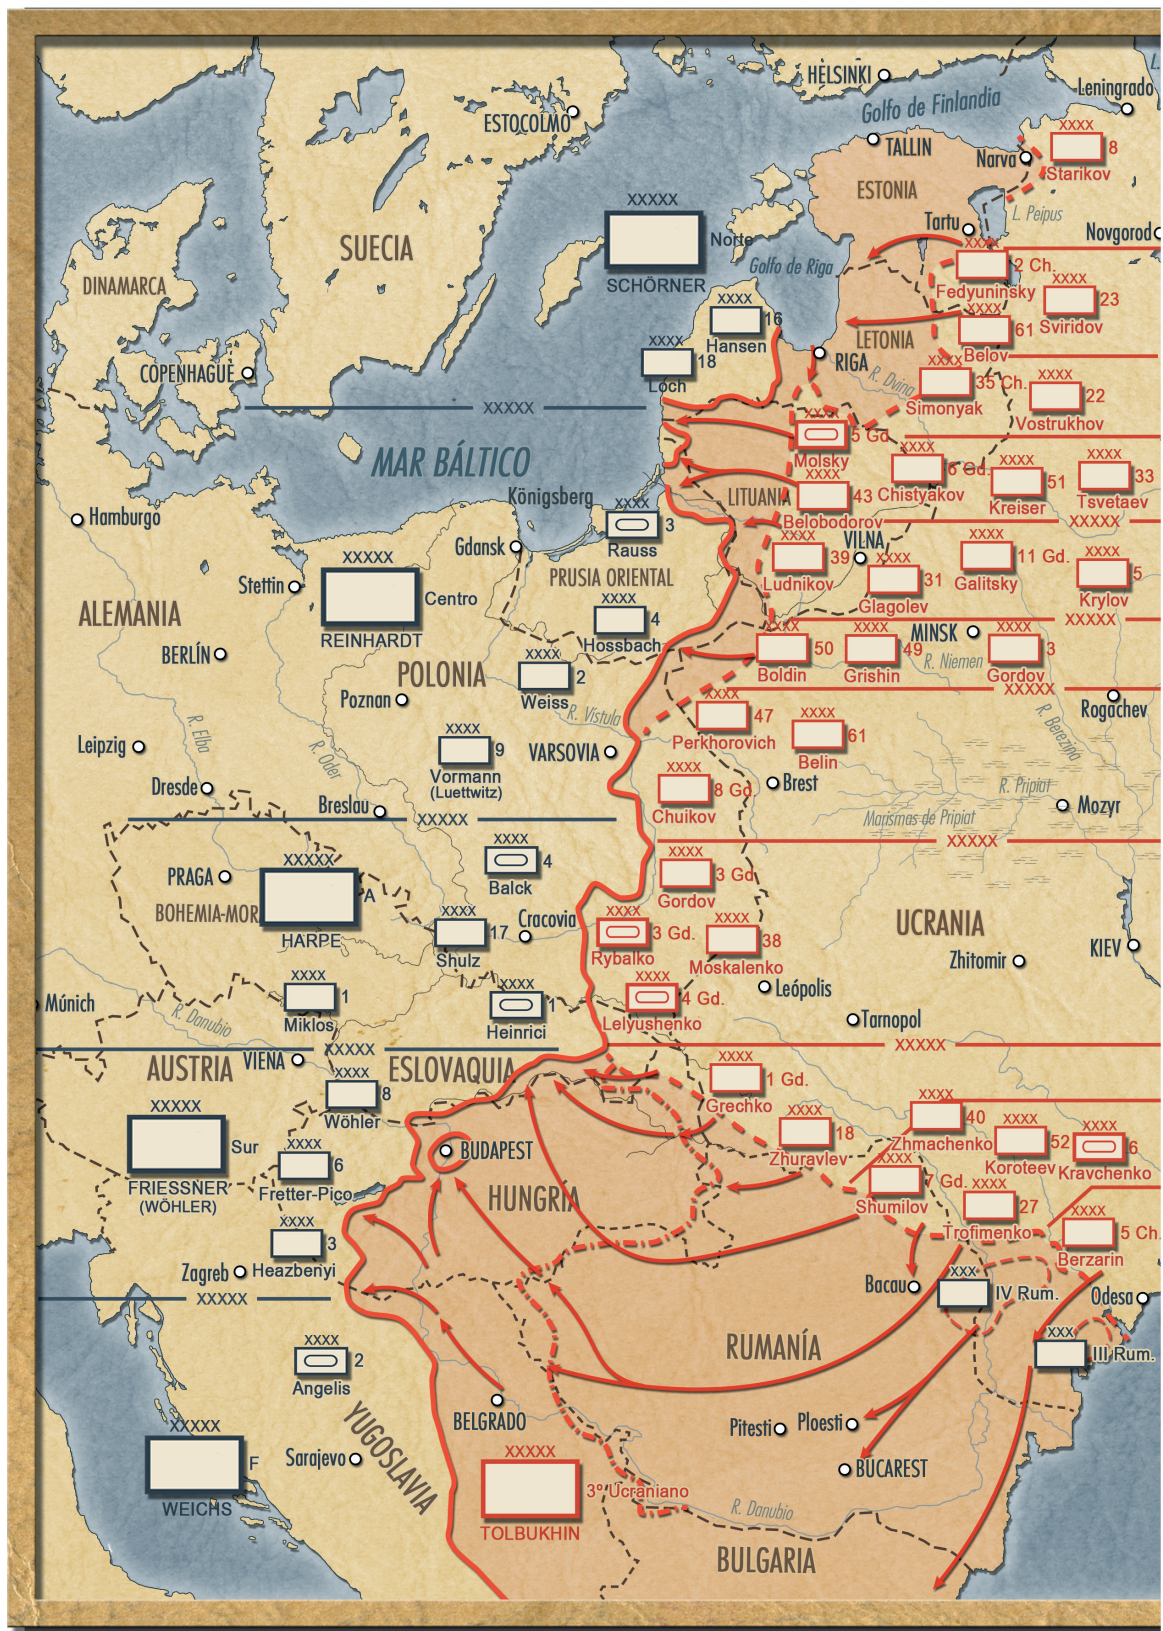 HELSINKI
Leningrado
L.
Golfo de Finlandia
ESTOCOLMO
XXXX
8
Starikov
TALLIN
Narva
ESTONIA
L. Peipus
Tartu
Novgorod
XXXXX
Norte
SCHÖRNER
SUECIA
Golfo de Riga
XXXX
2 Ch.
Fedyuninsky
XXXX
23
Sviridov
DINAMARCA
XXXX
16
Hansen
XXXX
61
Belov
LETONIA
XXXX
18
Loch
RIGA
R. Dvina
XXXX
35 Ch.
Simonyak
XXXX
22
Vostrukhov
COPENHAGUE
XXXXX
XXXX
5 Gd
Molsky
MAR BÁLTICO
XXXX
6 Gd.
Chistyakov
XXXX
51
Kreiser
XXXX
33
Tsvetaev
Königsberg
LITUANIA
XXXX
43
Belobodorov
Hamburgo
XXXX
3
Rauss
XXXXX
Gdansk
VILNA
XXXX
39
Ludnikov
XXXX
31
Glagolev
XXXX
11 Gd.
Galitsky
XXXX
5
Krylov
XXXXX
Centro
REINHARDT
Stettin
PRUSIA ORIENTAL
ALEMANIA
XXXX
4
Hossbach
XXXXX
BERLÍN
XXXX
50
Boldin
XXXX
49
Grishin
MINSK
R. Niemen
XXXX
3
Gordov
POLONIA
XXXX
2
Weiss
Poznan
XXXXX
Rogachev
R. Vístula
XXXX
47
Perkhorovich
XXXX
61
Belin
R. Berezina
Leipzig
R. Elba
R. Oder
XXXX
9
Vormann
(Luettwitz)
VARSOVIA
Dresde
Breslau
XXXX
8 Gd
Chuikov
Brest
R. Pripiat
Mozyr
Marismas de Pripiat
XXXXX
XXXXX
XXXX
4
Balck
XXXX
3 Gd
Gordov
PRAGA
XXXXX
A
HARPE
BOHEMIA-MOR
XXXX
17
Shulz
Cracovia
XXXX
3 Gd.
Rybalko
XXXX
38
Moskalenko
UCRANIA
Zhitomir
KIEV
Múnich
R. Danubio
XXXX
1
Miklos
XXXX
1
Heinrici
XXXX
4 Gd.
Lelyushenko
Leópolis
Tarnopol
XXXXX
XXXXX
AUSTRIA
VIENA
ESLOVAQUIA
XXXX
8
Wöhler
XXXX
1 Gd.
Grechko
XXXXX
Sur
FRIESSNER
(WÖHLER)
XXXX
18
Zhuravlev
XXXX
40
Zhmachenko
XXXX
52
Koroteev
XXXX
6
Kravchenko
BUDAPEST
XXXX
6
Fretter-Pico
HUNGRÍA
XXXX
7 Gd.
Shumilov
XXXX
27
Trofimenko
XXXX
5 Ch.
Berzarin
XXXX
3
Heazbenyi
Zagreb
XXXXX
Bacau
XXX
IV Rum.
Odesa
XXXX
2
Angelis
RUMANÍA
XXX
III Rum.
BELGRADO
Pitesti
Ploesti
YUGOSLAVIA
XXXXX
F
WEICHS
Sarajevo
XXXXX
3º Ucraniano
TOLBUKHIN
BUCAREST
R. Danubio
BULGARIA